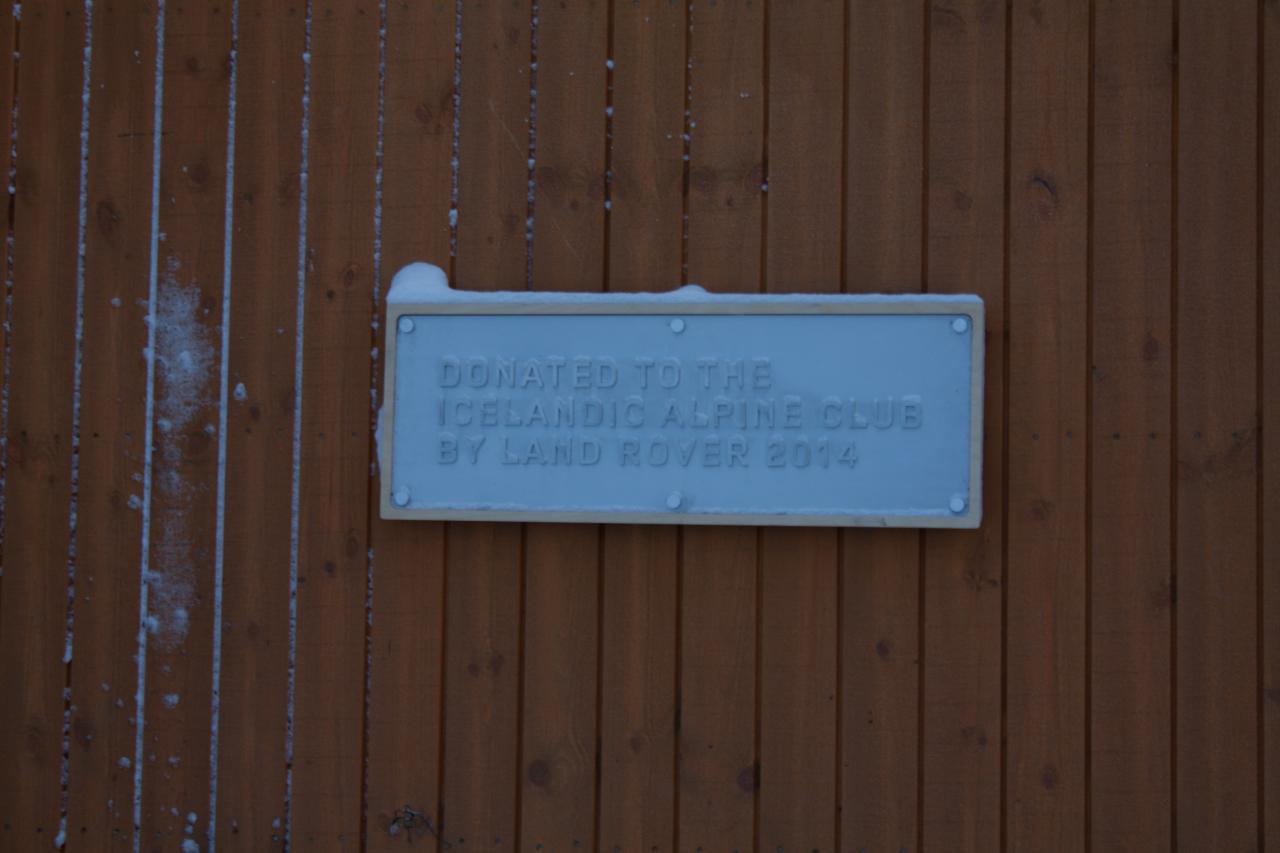 DONATED TO THE
ICELANDIC ALPINE CLUB
BY LAND ROVER 2014